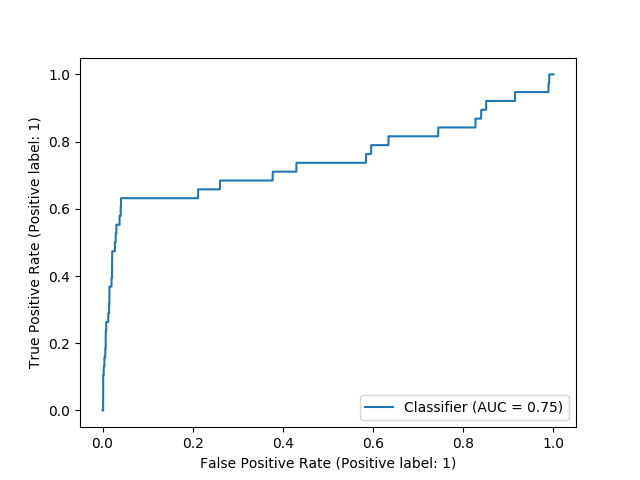 True Positive Rate (Positive label: 1)
1.0
0.8
0.6
0.4
0.2
0.0
Classifier (AUC = 0.75)
0.0 0.2 0.4 0.6 0.8 1.0
False Positive Rate (Positive label: 1)